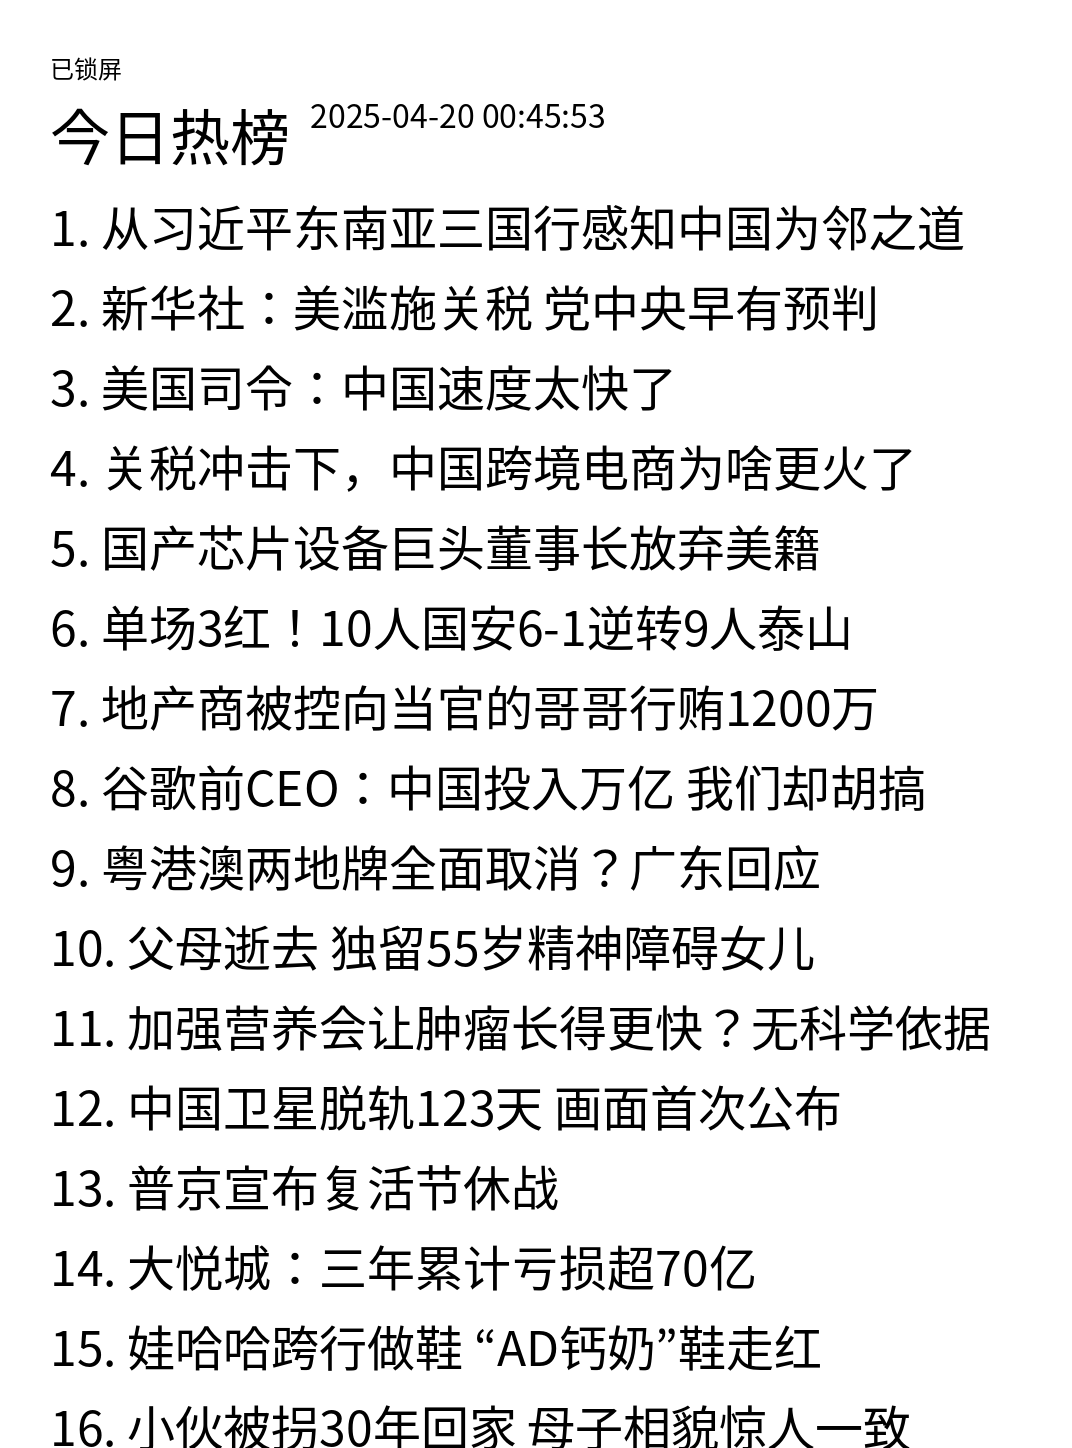 已锁屏
今日热榜 2025-04-20 00:45:53
1. 从习近平东南亚三国行感知中国为邻之道
2. 新华社：美滥施关税 党中央早有预判
3. 美国司令：中国速度太快了
4. 关税冲击下，中国跨境电商为啥更火了
5. 国产芯片设备巨头董事长放弃美籍
6. 单场3红！10人国安6-1逆转9人泰山
7. 地产商被控向当官的哥哥行贿1200万
8. 谷歌前CEO：中国投入万亿 我们却胡搞
9. 粤港澳两地牌全面取消？广东回应
10. 父母逝去 独留55岁精神障碍女儿
11. 加强营养会让肿瘤长得更快？无科学依据
12. 中国卫星脱轨123天 画面首次公布
13. 普京宣布复活节休战
14. 大悦城：三年累计亏损超70亿
15. 娃哈哈跨行做鞋 “AD钙奶”鞋走红
16. 小伙被拐30年回家 母子相貌惊人一致